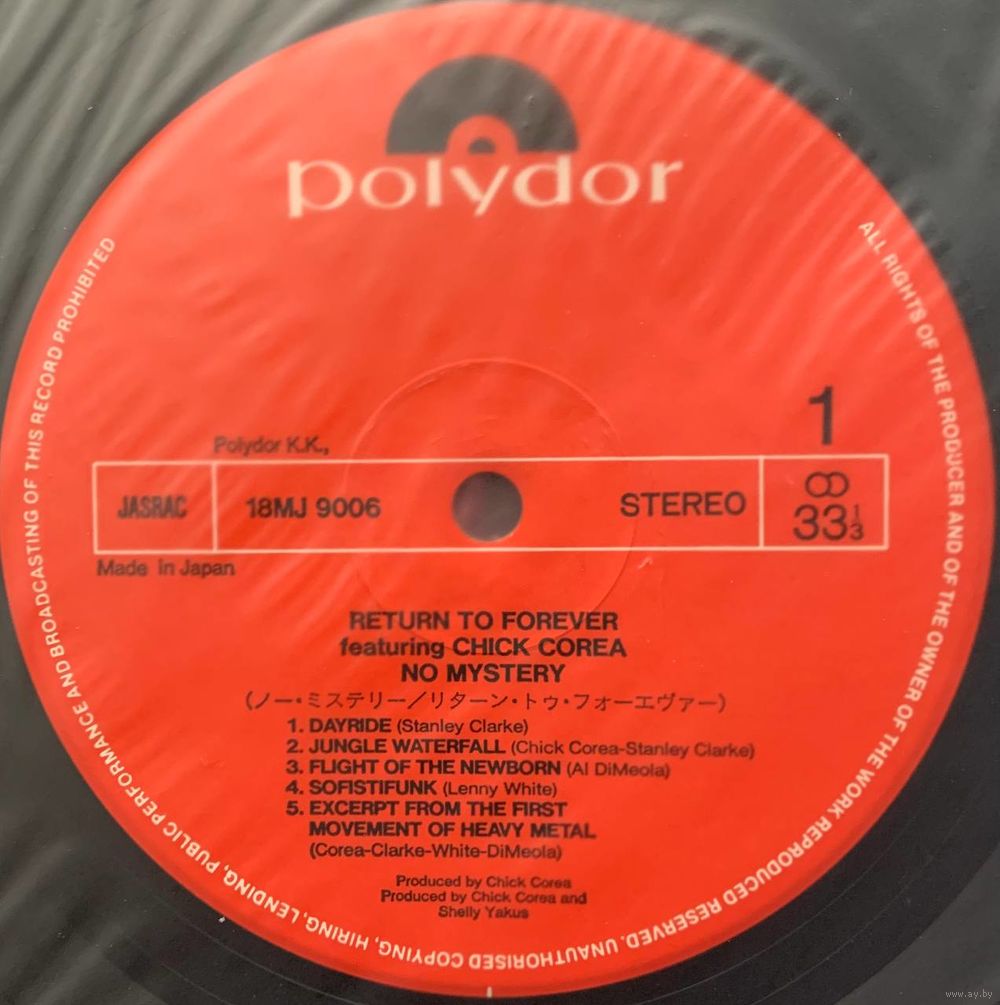 polydor
ALL RIGHTS OF THE PRODUCER AND OF THE OWNER OF THE WORK REPRODUCED RESERVED. UNAUTHORISED COPYING, HIRING, LENDING, PUBLIC PERFORMANCE AND BROADCASTING OF THIS RECORD PROHIBITED
1
Polydor K.K.,
JASRAC 18MJ 9006 STEREO 33 1/3
Made in Japan
RETURN TO FOREVER
featuring CHICK COREA
NO MYSTERY
(ノー・ミステリー/リターン・トゥ・フォーエヴァー)
1. DAYRIDE (Stanley Clarke)
2. JUNGLE WATERFALL (Chick Corea-Stanley Clarke)
3. FLIGHT OF THE NEWBORN (Al DiMeola)
4. SOFISTIFUNK (Lenny White)
5. EXCERPT FROM THE FIRST
MOVEMENT OF HEAVY METAL
(Corea-Clarke-White-DiMeola)
Produced by Chick Corea
Produced by Chick Corea and
Shelly Yakus
www.ay.by